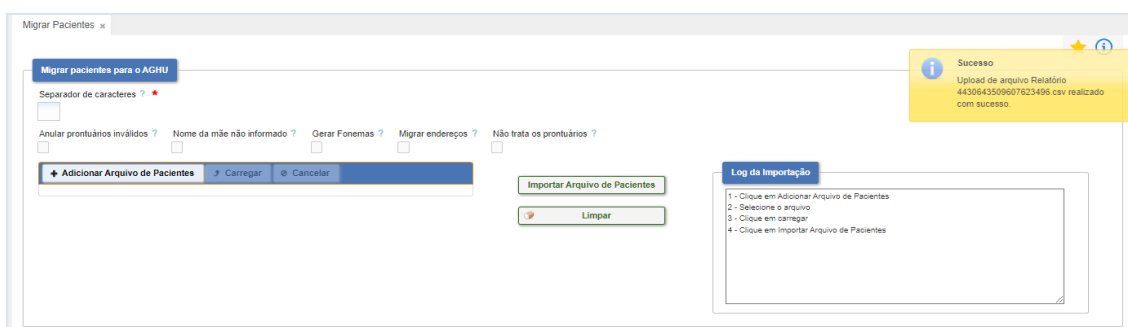 Migrar Pacientes ×
Migrar pacientes para o AGHU
Separador de caracteres ? *
Anular prontuários inválidos ? Nome da mãe não informado ? Gerar Fonemas ? Migrar endereços ? Não trata os prontuários ?
+ Adicionar Arquivo de Pacientes Carregar Cancelar
Importar Arquivo de Pacientes
Limpar
Log da Importação
1 - Clique em Adicionar Arquivo de Pacientes
2 - Selecione o arquivo
3 - Clique em carregar
4 - Clique em Importar Arquivo de Pacientes
Sucesso
Upload de arquivo Relatório
4430643509607623496.csv realizado
com sucesso.